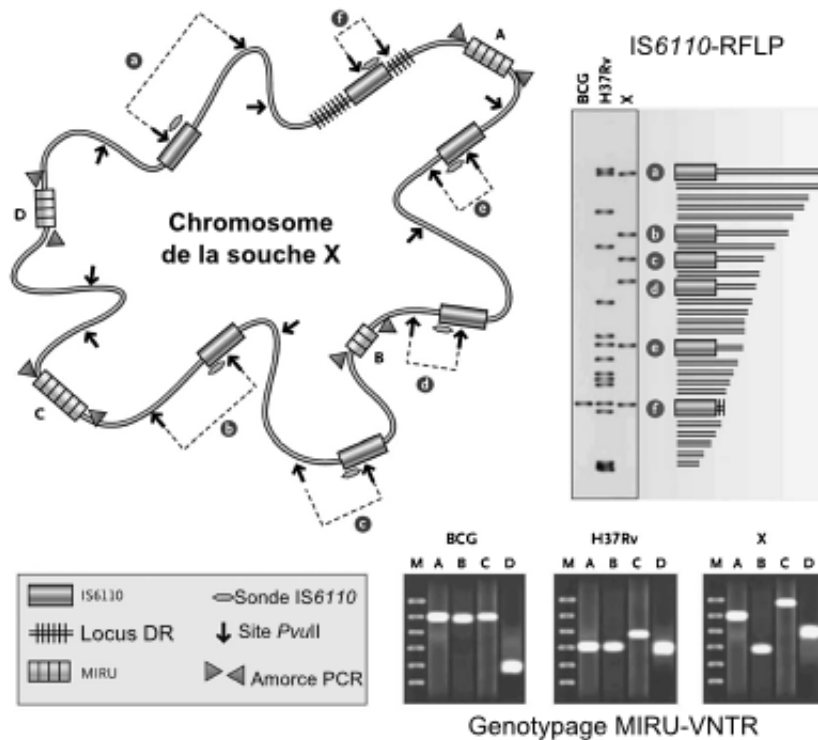 f
A
IS6110-RFLP
a
BCG
H37Rv
X
a
D
e
b
Chromosome
de la souche X
c
d
B
d
e
C
b
f
c
BCG
H37Rv
X
M A B C D
M A B C D
M A B C D
IS6110
Sonde IS6110
Locus DR
Site PvuII
MIRU
Amorce PCR
Genotypage MIRU-VNTR